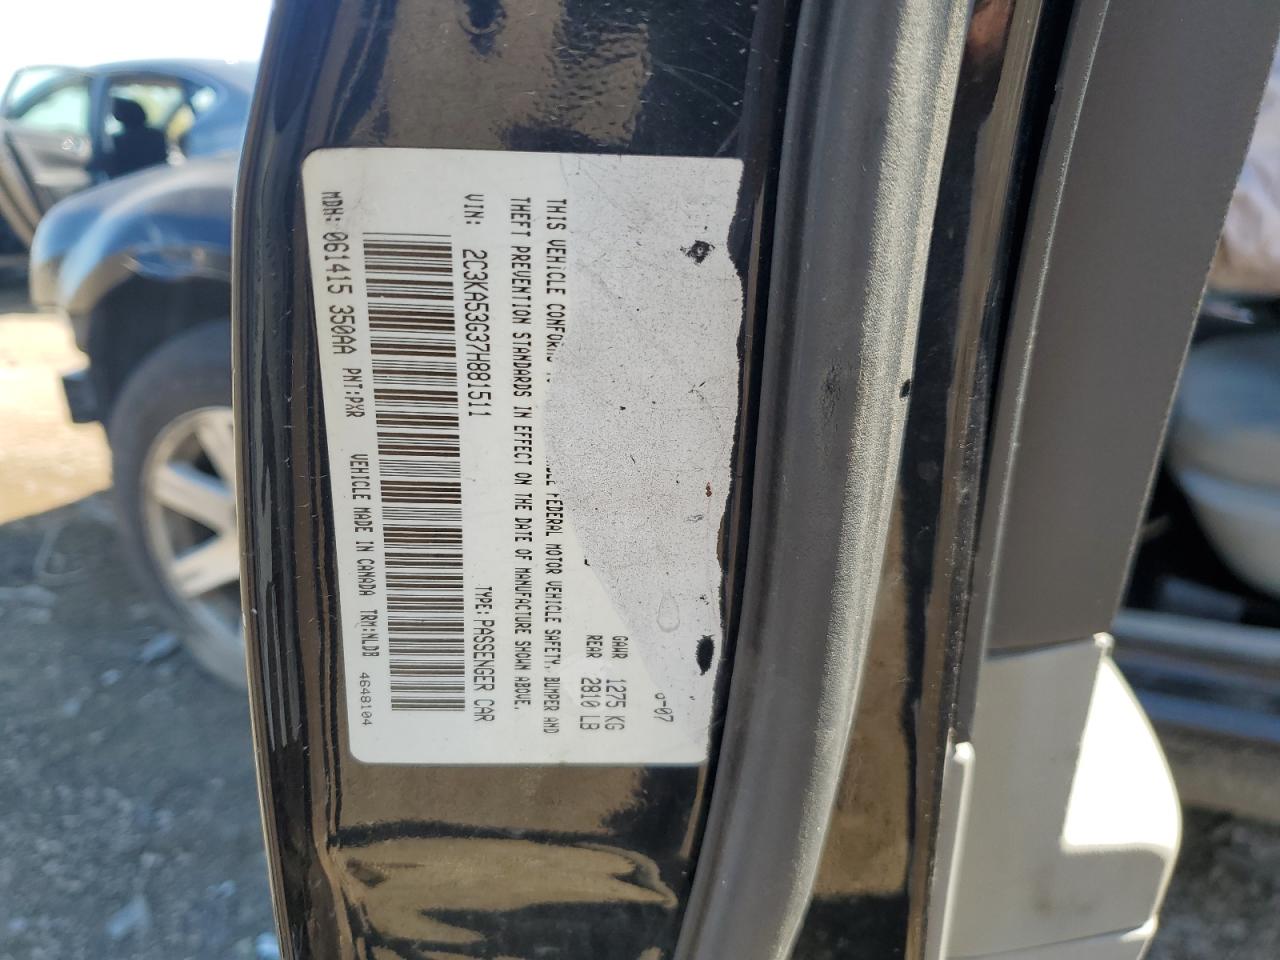 6-07
GAWR 1275 KG
REAR 2810 LB
THIS VEHICLE CONFORMS FEDERAL MOTOR VEHICLE SAFETY, BUMPER AND
THEFT PREVENTION STANDARDS IN EFFECT ON THE DATE OF MANUFACTURE SHOWN ABOVE.
VIN: 2C3KA53G37H881511 TYPE: PASSENGER CAR
MDH: 061415 350AA PNT:PXR VEHICLE MADE IN CANADA TRM:NLDB 4648104